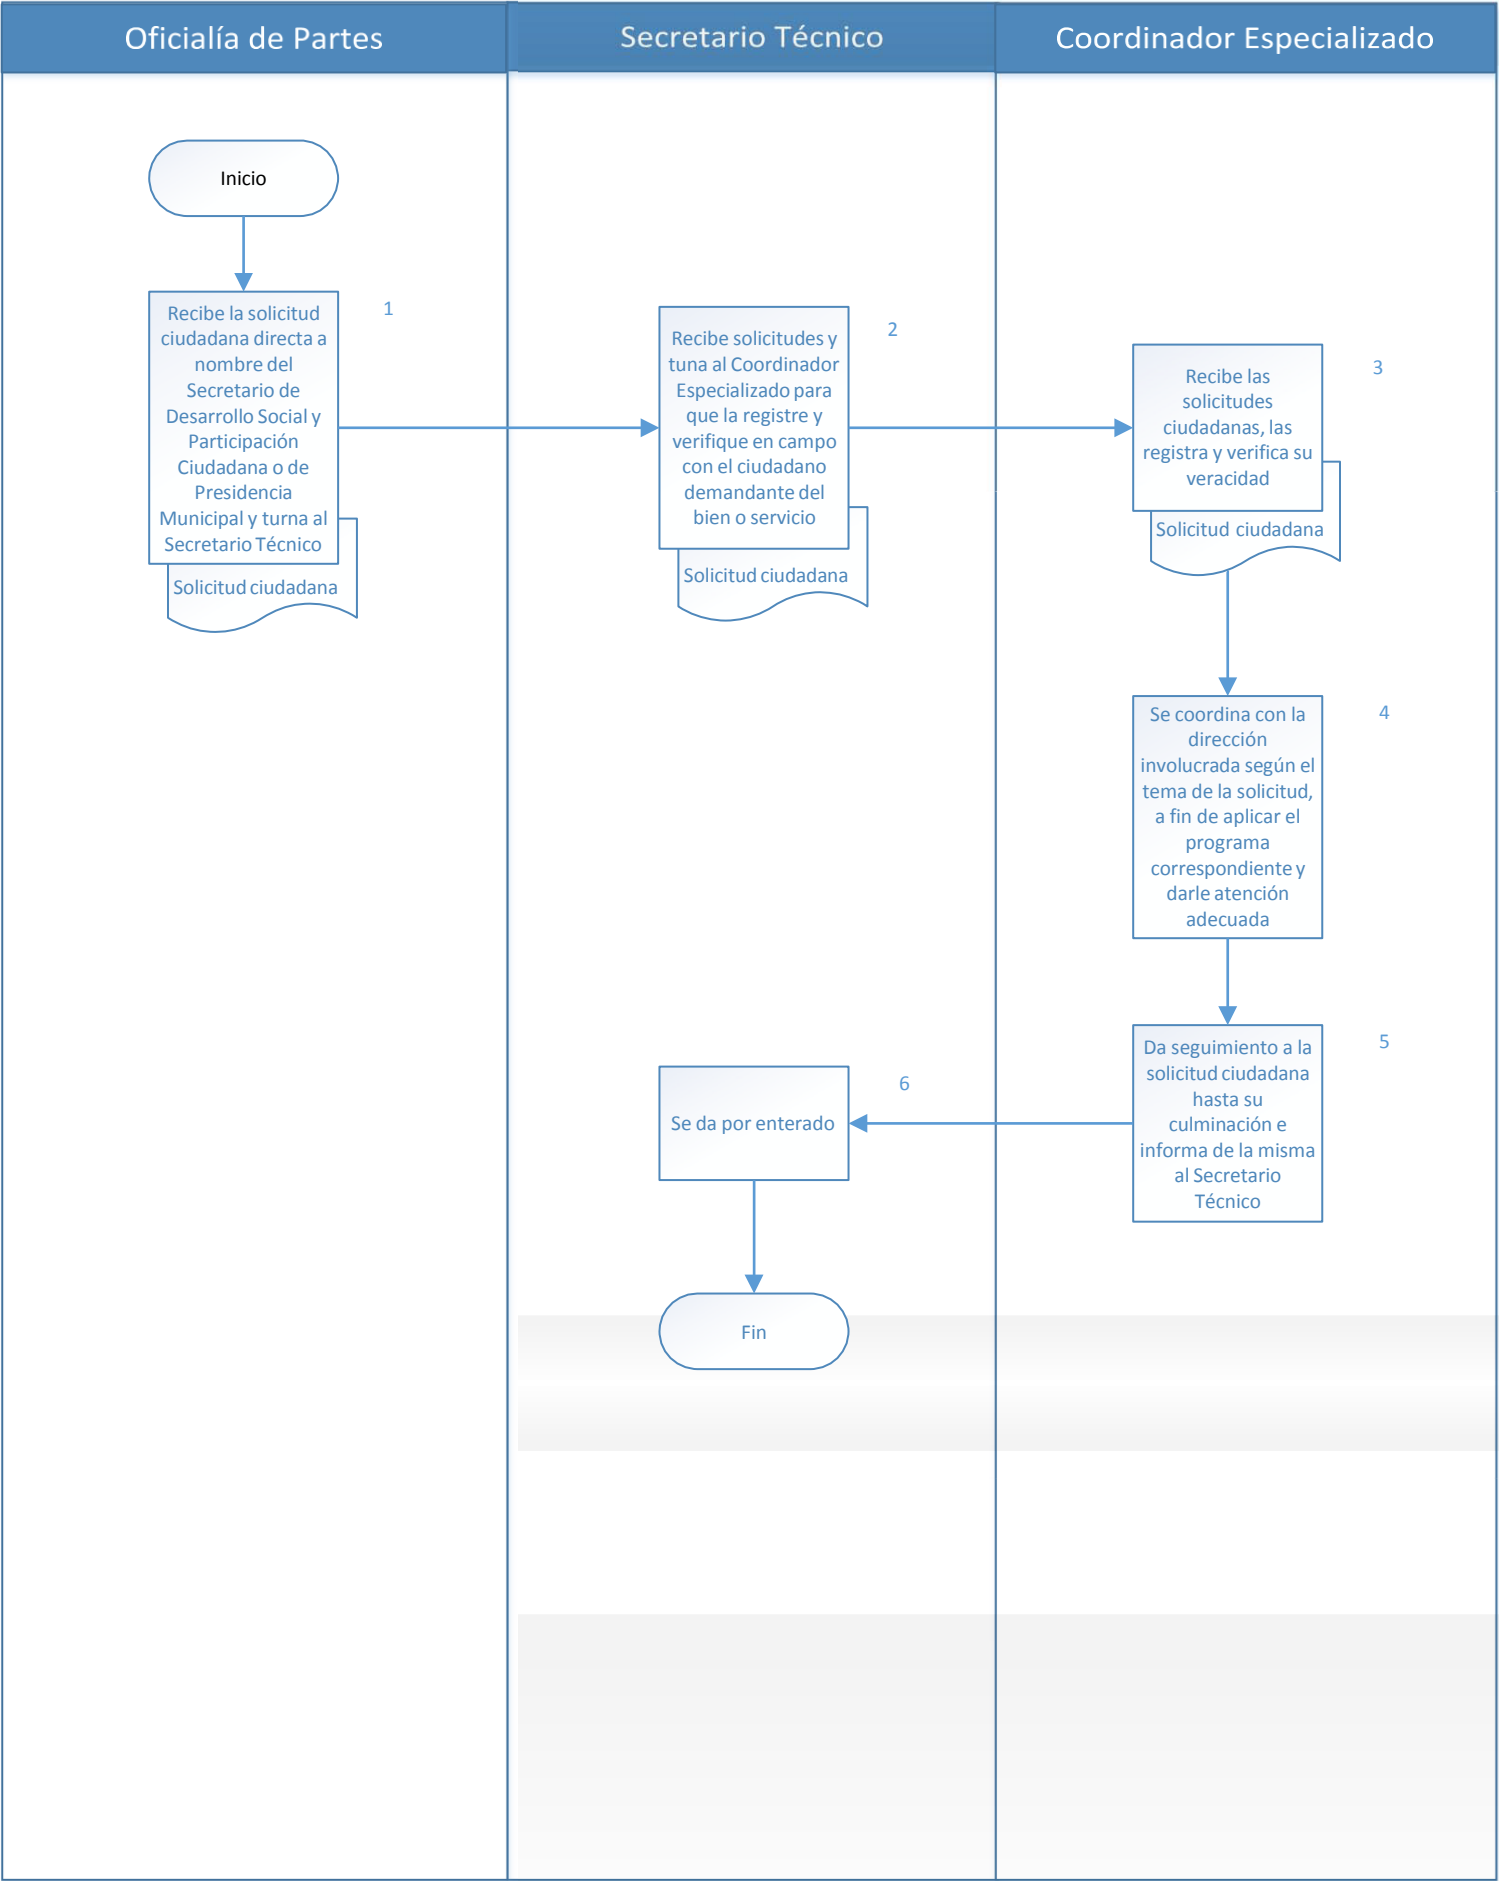 Oficialía de Partes
Secretario Técnico
Coordinador Especializado
Inicio
1
Recibe la solicitud
ciudadana directa a
nombre del
Secretario de
Desarrollo Social y
Participación
Ciudadana o de
Presidencia
Municipal y turna al
Secretario Técnico
Solicitud ciudadana
2
Recibe solicitudes y
tuna al Coordinador
Especializado para
que la registre y
verifique en campo
con el ciudadano
demandante del
bien o servicio
Solicitud ciudadana
3
Recibe las
solicitudes
ciudadanas, las
registra y verifica su
veracidad
Solicitud ciudadana
4
Se coordina con la
dirección
involucrada según el
tema de la solicitud,
a fin de aplicar el
programa
correspondiente y
darle atención
adecuada
5
Da seguimiento a la
solicitud ciudadana
hasta su
culminación e
informa de la misma
al Secretario
Técnico
6
Se da por enterado
Fin